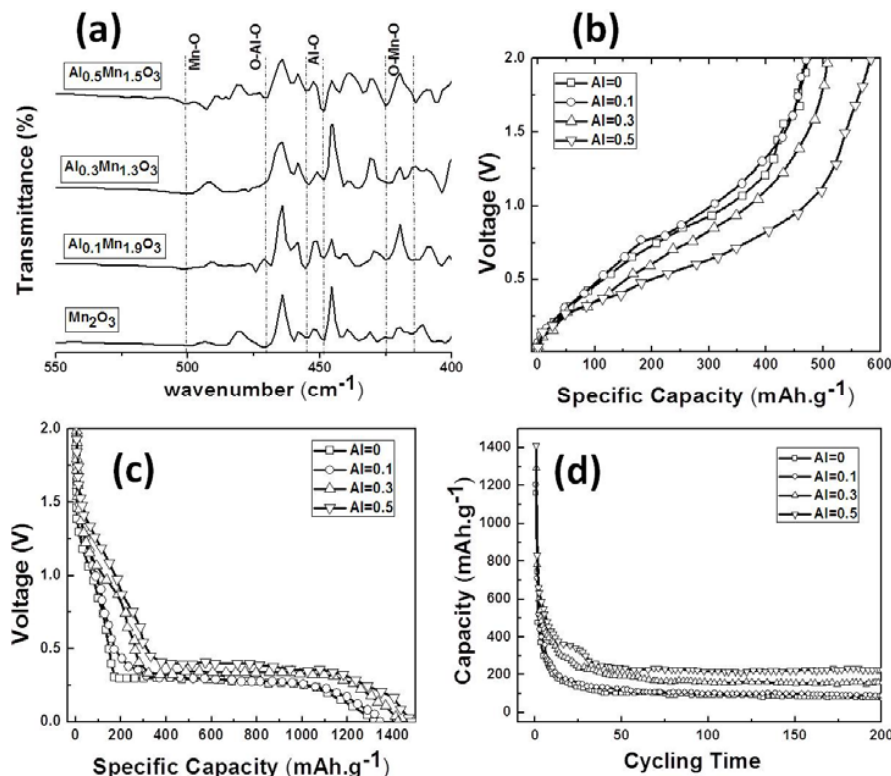 (a)
Mn-O
O-Al-O
Al-O
O-Mn-O
Al0.5Mn1.5O3
Al0.3Mn1.3O3
Al0.1Mn1.9O3
Mn2O3
Transmittance (%)
550 500 450 400
wavenumber (cm-1)
(b)
2.0
1.5
1.0
0.5
Voltage (V)
Al=0
Al=0.1
Al=0.3
Al=0.5
0 100 200 300 400 500 600
Specific Capacity (mAh.g-1)
(c)
2.0
1.5
1.0
0.5
0.0
Voltage (V)
Al=0
Al=0.1
Al=0.3
Al=0.5
0 200 400 600 800 1000 1200 1400
Specific Capacity (mAh.g-1)
(d)
1400
1200
1000
800
600
400
200
0
Capacity (mAh.g-1)
Al=0
Al=0.1
Al=0.3
Al=0.5
0 50 100 150 200
Cycling Time